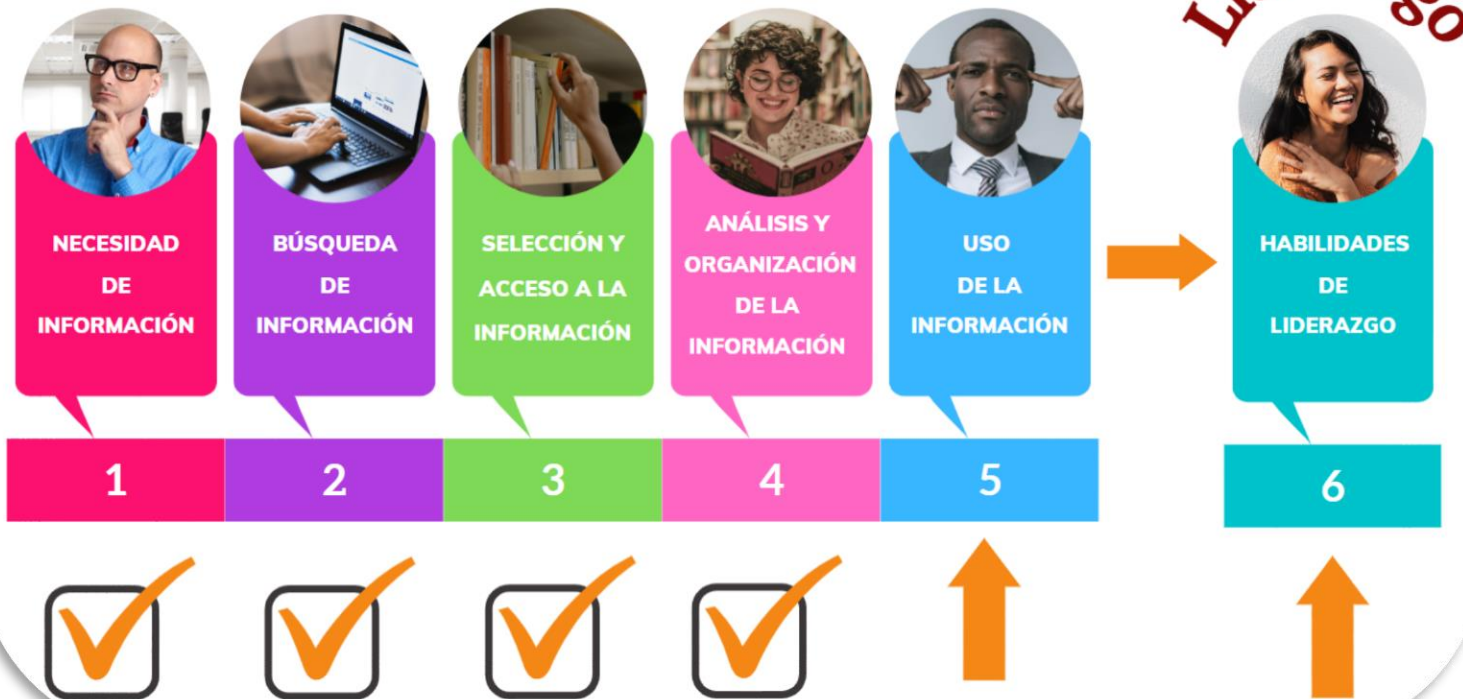 NECESIDAD
DE
INFORMACIÓN
BÚSQUEDA
DE
INFORMACIÓN
SELECCIÓN Y
ACCESO A LA
INFORMACIÓN
ANÁLISIS Y
ORGANIZACIÓN
DE LA
INFORMACIÓN
USO
DE LA
INFORMACIÓN
HABILIDADES
DE
LIDERAZGO
1
2
3
4
5
6